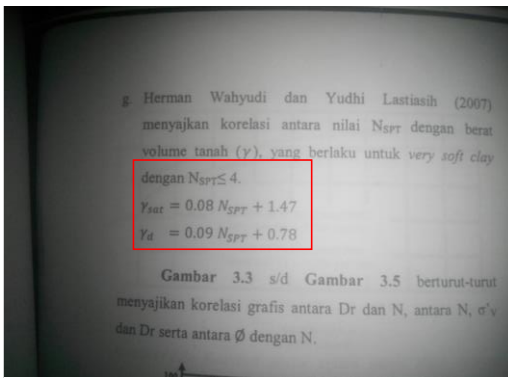 g. Herman Wahyudi dan Yudhi Lastiasih (2007)
menyajkan korelasi antara nilai NSPT dengan berat
volume tanah (γ), yang berlaku untuk very soft clay
dengan NSPT≤ 4.
γsat = 0.08 NSPT + 1.47
γd = 0.09 NSPT + 0.78
Gambar 3.3 s/d Gambar 3.5 berturut-turut
menyajikan korelasi grafis antara Dr dan N, antara N, σ'v
dan Dr serta antara Ø dengan N.
100